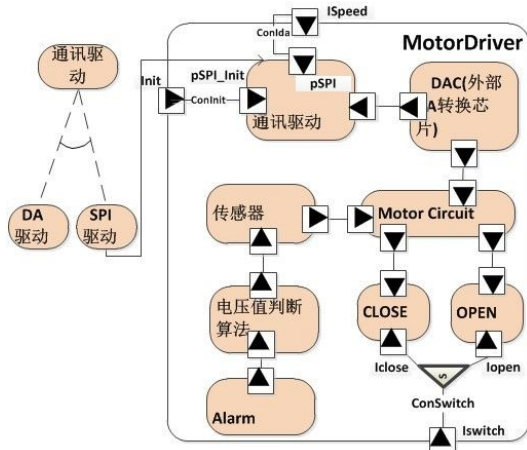 ISpeed
ConIda
MotorDriver
通讯驱
动
Init
pSPI_Init
pSPI
ConInit
通讯驱动
DAC(外部
A转换芯
片)
DA
驱动
SPI
驱动
传感器
Motor Circuit
电压值判断
算法
CLOSE
OPEN
Iclose
Iopen
S
ConSwitch
Alarm
Iswitch